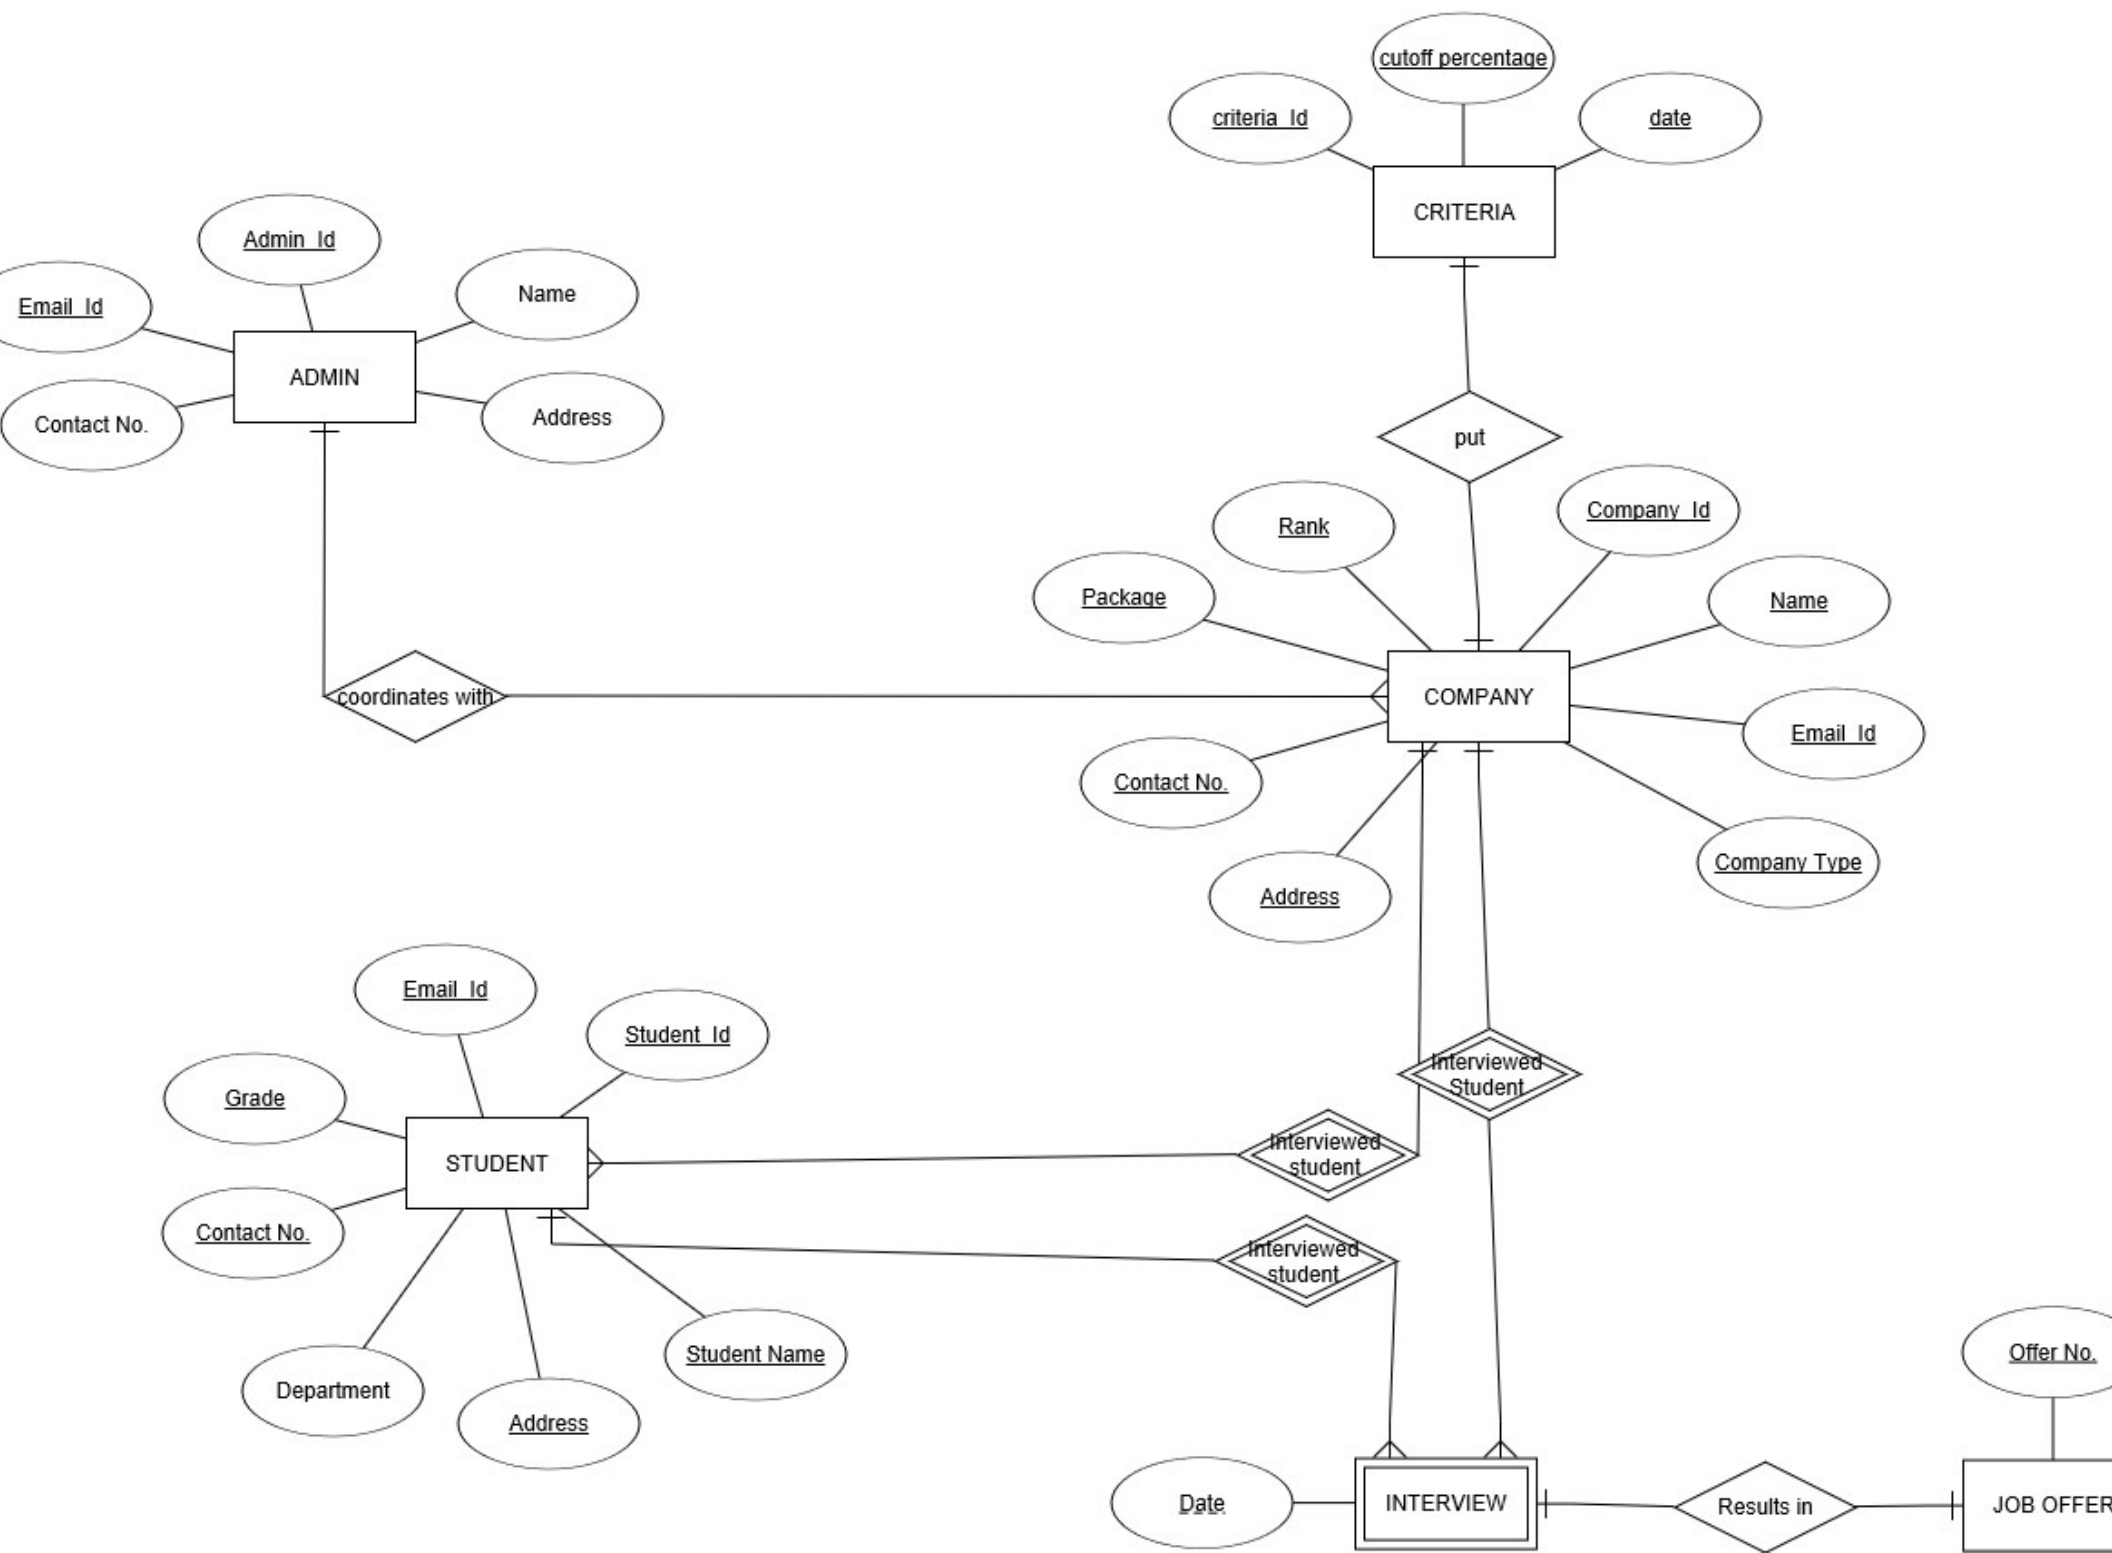 cutoff percentage
criteria_Id
date
CRITERIA
Admin_Id
Name
Email_Id
ADMIN
Address
Contact No.
put
Rank
Company_Id
Package
Name
coordinates with
COMPANY
Email_Id
Contact No.
Company Type
Address
Email_Id
Student_Id
Grade
STUDENT
Interviewed
Student
Interviewed
student
Contact No.
Interviewed
student
Student Name
Department
Address
Offer No.
Date
INTERVIEW
Results in
JOB OFFER